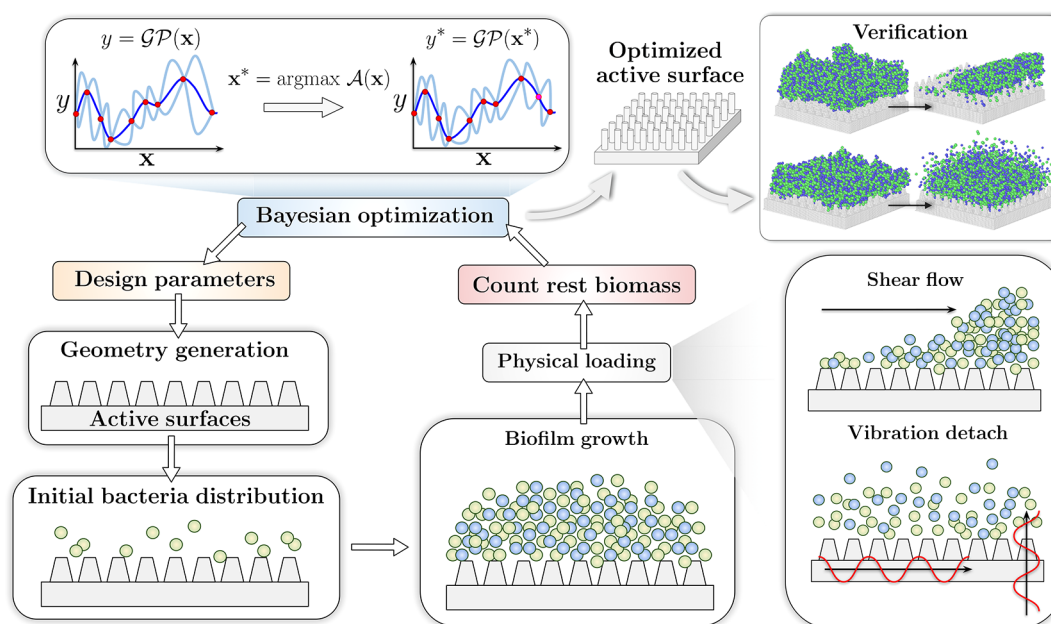 y = 𝒢𝒫(𝐱)
y
𝐱
𝐱* = argmax 𝒜(𝐱)
y* = 𝒢𝒫(𝐱*)
y
𝐱
Optimized
active surface
Verification
Bayesian optimization
Design parameters
Geometry generation
Active surfaces
Initial bacteria distribution
Biofilm growth
Physical loading
Count rest biomass
Shear flow
Vibration detach